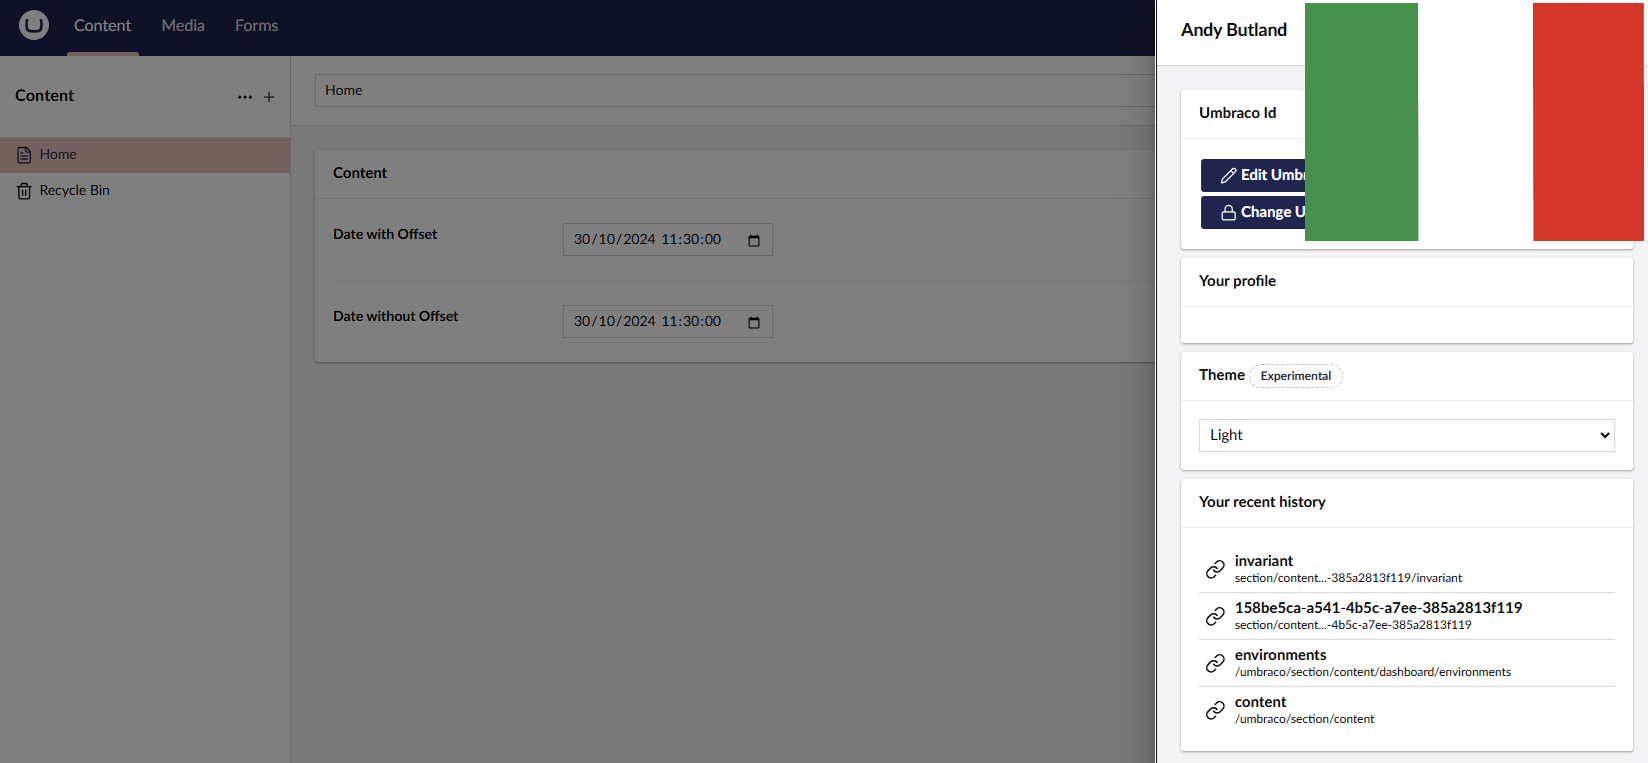 Content
Media
Forms
Content
Home
Recycle Bin
Home
Content
Date with Offset
30/10/2024 11:30:00
Date without Offset
30/10/2024 11:30:00
Andy Butland
Umbraco Id
Edit
Change
Your profile
Theme
Experimental
Light
Your recent history
invariant
section/content...-385a2813f119/invariant
158be5ca-a541-4b5c-a7ee-385a2813f119
section/content...-4b5c-a7ee-385a2813f119
environments
/umbraco/section/content/dashboard/environments
content
/umbraco/section/content